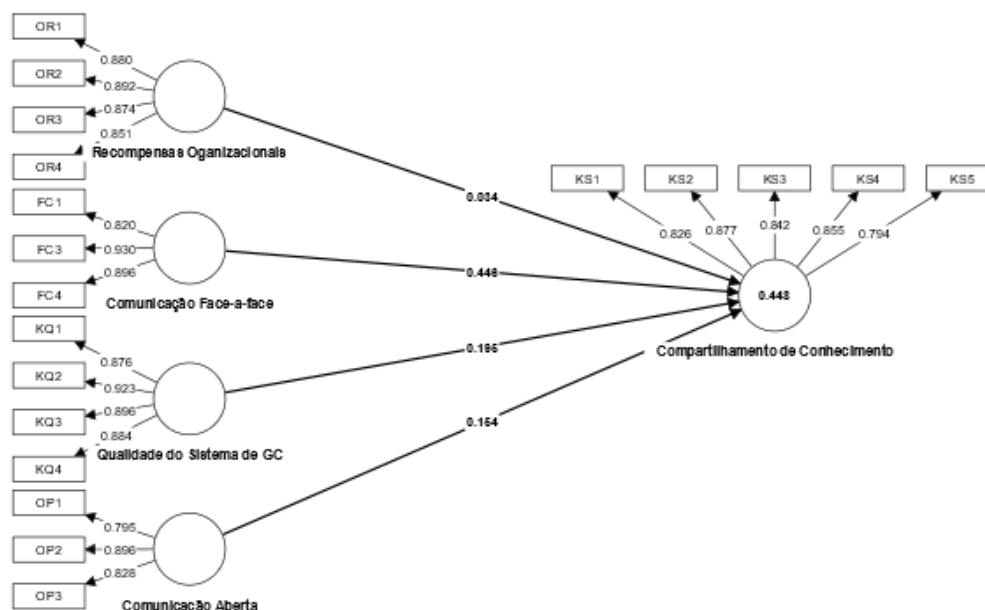 OR1
0.880
OR2
0.892
OR3
0.874
0.851
OR4
Recompensas Oganizacionais
FC1
0.820
FC3
0.930
0.896
FC4
Comunicação Face-a-face
KQ1
0.876
KQ2
0.923
KQ3
0.896
0.884
KQ4
Qualidade do Sistema de GC
OP1
0.795
OP2
0.896
0.828
OP3
Comunicação Aberta
0.034
0.446
0.195
0.154
KS1
KS2
KS3
KS4
KS5
0.826
0.877
0.842
0.855
0.794
0.448
Compartilhamento de Conhecimento